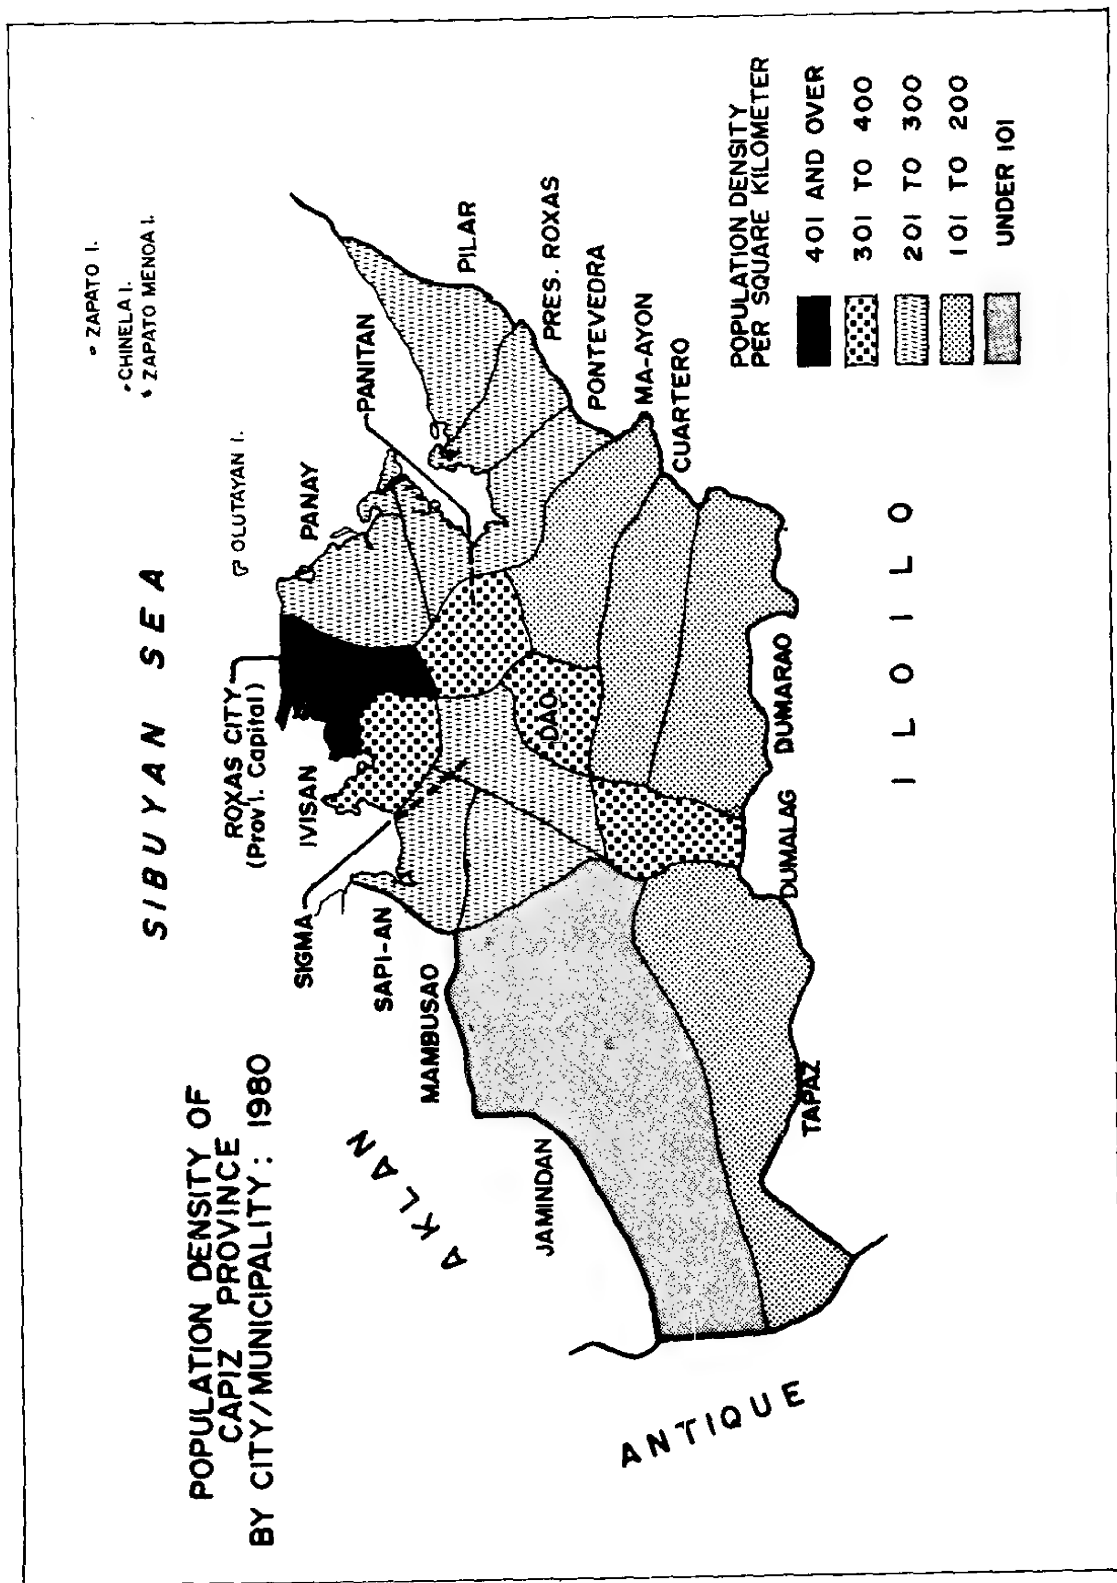 POPULATION DENSITY OF
CAPIZ PROVINCE
BY CITY/MUNICIPALITY: 1980
SIBUYAN SEA
ZAPATO I.
CHINELA I.
ZAPATO MENOA I.
OLUTAYAN I.
ROXAS CITY
(Prov'l. Capital)
PANAY
IVISAN
SIGMA
PANITAN
SAPI-AN
PILAR
MAMBUSAO
AKLAN
PRES. ROXAS
DAO
PONTEVEDRA
JAMINDAN
MA-AYON
CUARTERO
DUMARAO
DUMALAG
TAPAZ
ILOILO
ANTIQUE
POPULATION DENSITY
PER SQUARE KILOMETER
401 AND OVER
301 TO 400
201 TO 300
101 TO 200
UNDER 101